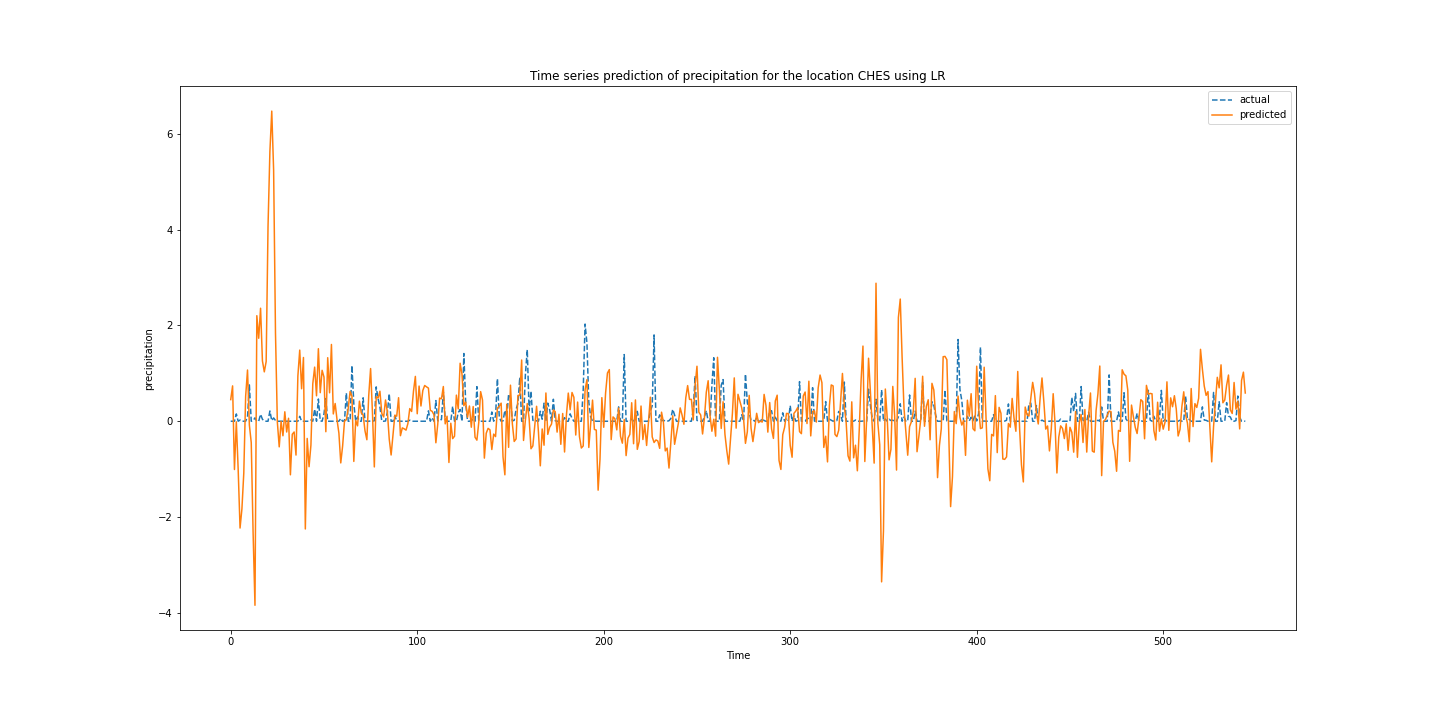 Time series prediction of precipitation for the location CHES using LR
actual
predicted
6
4
2
0
−2
−4
precipitation
0 100 200 300 400 500
Time